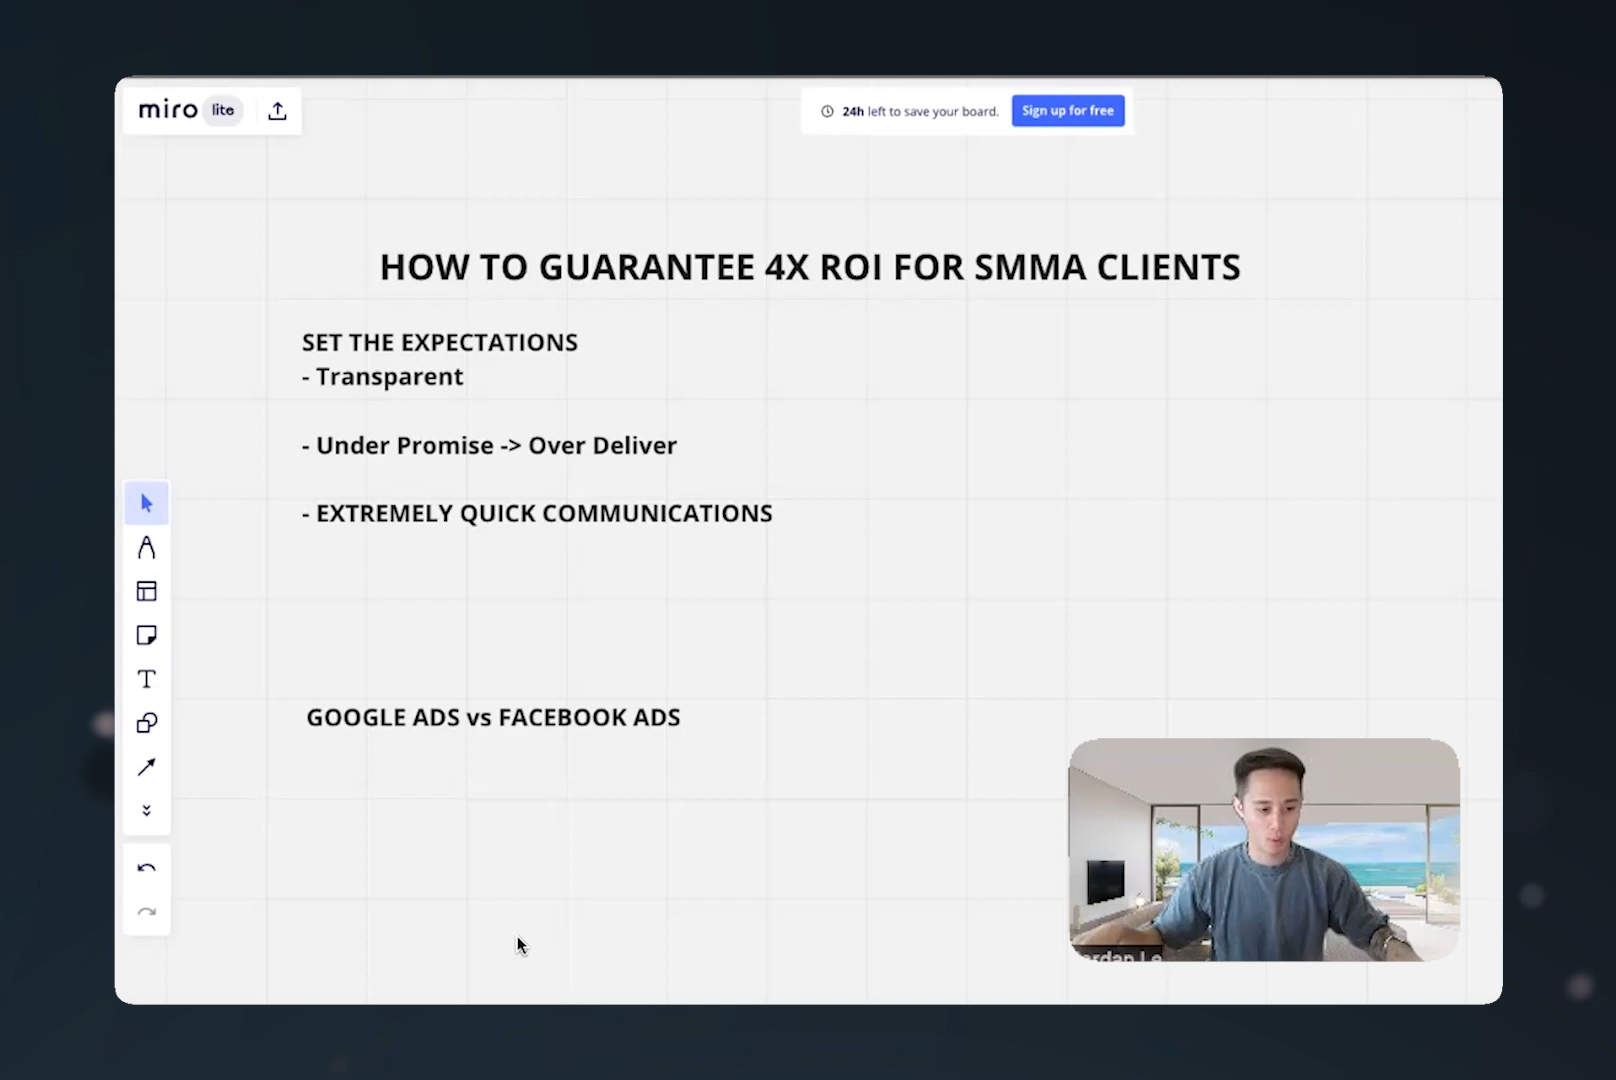 miro lite
24h left to save your board. Sign up for free
HOW TO GUARANTEE 4X ROI FOR SMMA CLIENTS
SET THE EXPECTATIONS
- Transparent
- Under Promise -> Over Deliver
- EXTREMELY QUICK COMMUNICATIONS
GOOGLE ADS vs FACEBOOK ADS